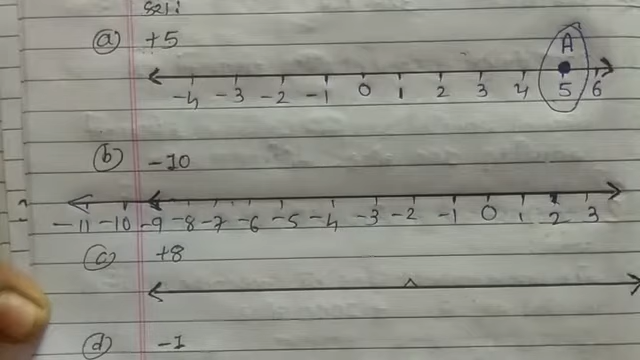 (a) +5
A
-4 -3 -2 -1 0 1 2 3 4 5 6
(b) -10
-11 -10 -9 -8 -7 -6 -5 -4 -3 -2 -1 0 1 2 3
(c) +8
(d) -1